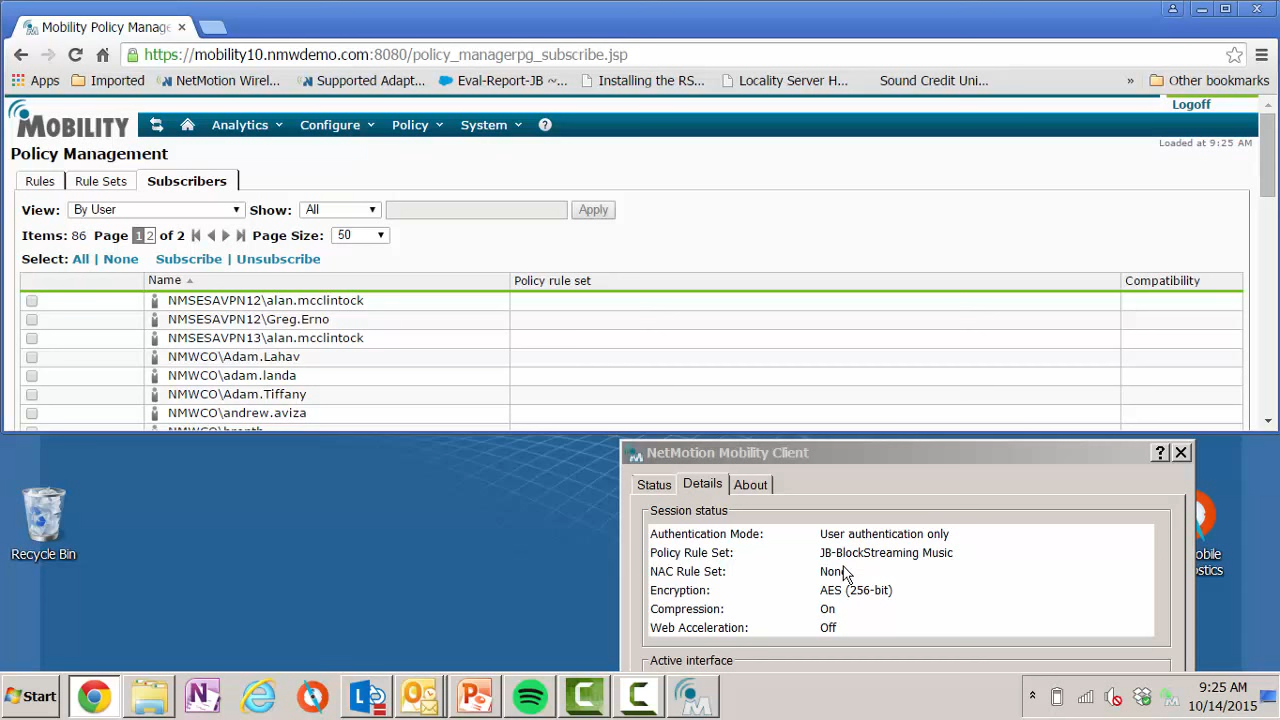 Mobility Policy Manage
https://mobility10.nmwdemo.com:8080/policy_managerpg_subscribe.jsp
Apps Imported NetMotion Wirel... Supported Adapt... Eval-Report-JB ~... Installing the RS... Locality Server H... Sound Credit Uni... » Other bookmarks
Logoff
MOBILITY Analytics Configure Policy System ?
Loaded at 9:25 AM
Policy Management
Rules Rule Sets Subscribers
View: By User Show: All Apply
Items: 86 Page 1 2 of 2 Page Size: 50
Select: All | None Subscribe | Unsubscribe
Name Policy rule set Compatibility
NMSESAVPN12\alan.mcclintock
NMSESAVPN12\Greg.Erno
NMSESAVPN13\alan.mcclintock
NMWCO\Adam.Lahav
NMWCO\adam.landa
NMWCO\Adam.Tiffany
NMWCO\andrew.aviza
NetMotion Mobility Client ?
Status Details About
Session status
Authentication Mode: User authentication only
Policy Rule Set: JB-BlockStreaming Music
NAC Rule Set: None
Encryption: AES (256-bit)
Compression: On
Web Acceleration: Off
Active interface
Recycle Bin
Start
9:25 AM
10/14/2015